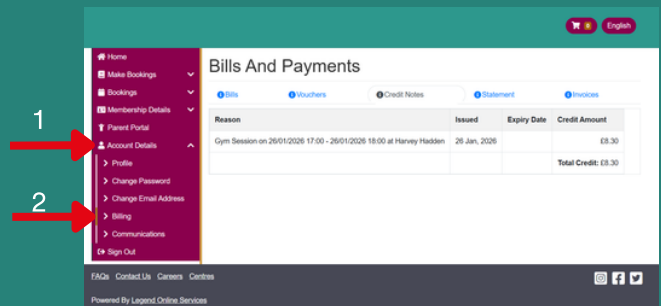 0
English
Home
Make Bookings
Bookings
Membership Details
Parent Portal
Account Details
Profile
Change Password
Change Email Address
Billing
Communications
Sign Out
1
2
Bills And Payments
Bills Vouchers Credit Notes Statement Invoices
Reason Issued Expiry Date Credit Amount
Gym Session on 26/01/2026 17:00 - 26/01/2026 18:00 at Harvey Hadden 26 Jan, 2026 £8.30
Total Credit: £8.30
FAQs Contact Us Careers Centres
Powered By Legend Online Services